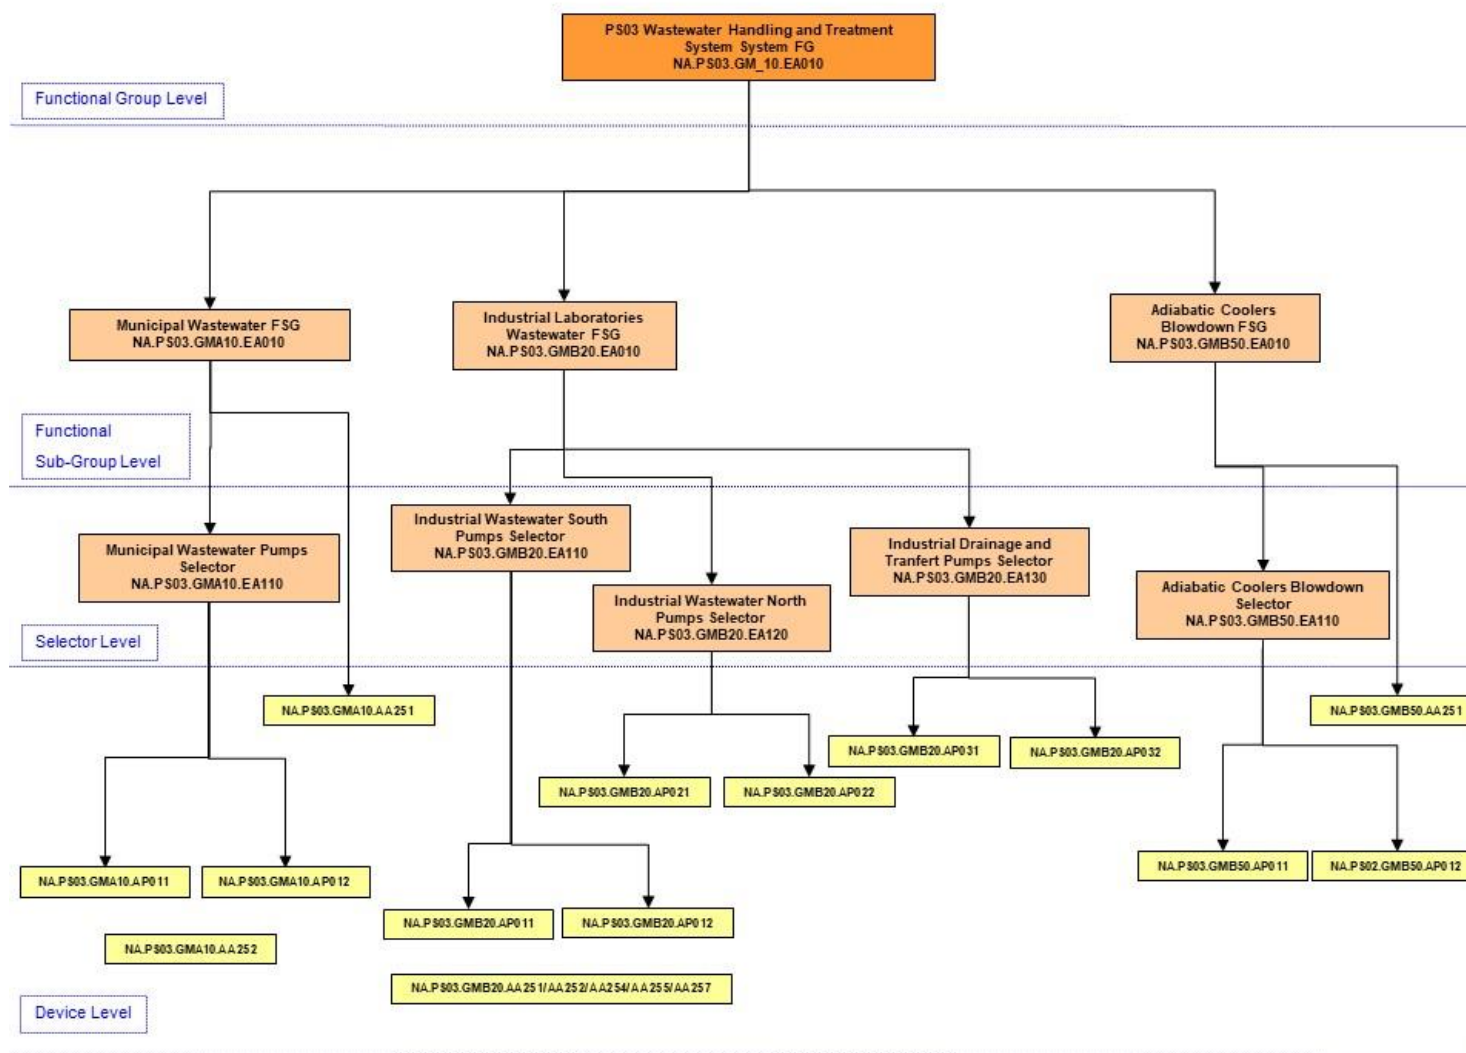 PS03 Wastewater Handling and Treatment
System System FG
NA.PS03.GM_10.EA010
Functional Group Level
Municipal Wastewater FSG
NA.PS03.GMA10.EA010
Industrial Laboratories
Wastewater FSG
NA.PS03.GMB20.EA010
Adiabatic Coolers
Blowdown FSG
NA.PS03.GMB50.EA010
Functional
Sub-Group Level
Municipal Wastewater Pumps
Selector
NA.PS03.GMA10.EA110
Industrial Wastewater South
Pumps Selector
NA.PS03.GMB20.EA110
Industrial Wastewater North
Pumps Selector
NA.PS03.GMB20.EA120
Industrial Drainage and
Tranfert Pumps Selector
NA.PS03.GMB20.EA130
Adiabatic Coolers Blowdown
Selector
NA.PS03.GMB50.EA110
Selector Level
NA.PS03.GMA10.AA251
NA.PS03.GMB50.AA251
NA.PS03.GMB20.AP031
NA.PS03.GMB20.AP032
NA.PS03.GMB20.AP021
NA.PS03.GMB20.AP022
NA.PS03.GMB50.AP011
NA.PS02.GMB50.AP012
NA.PS03.GMA10.AP011
NA.PS03.GMA10.AP012
NA.PS03.GMB20.AP011
NA.PS03.GMB20.AP012
NA.PS03.GMA10.AA252
NA.PS03.GMB20.AA251/AA252/AA254/AA255/AA257
Device Level